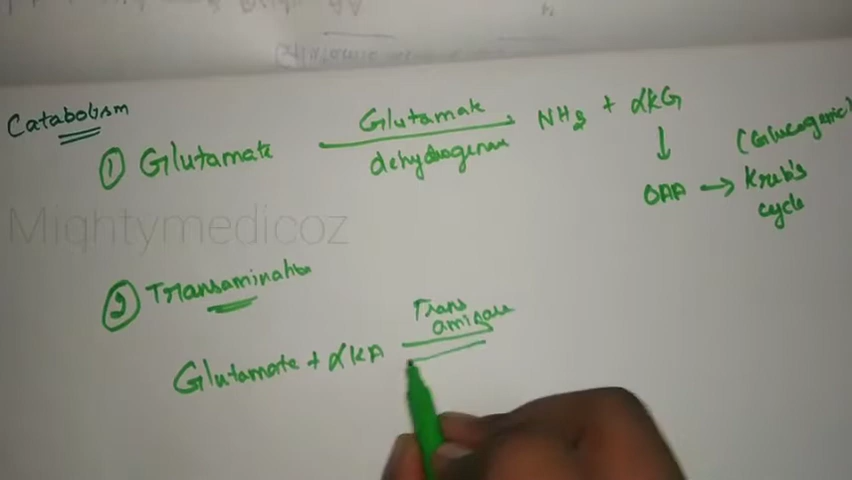 Catabolism
① Glutamate Glutamate dehydrogenase NH3 + αKG
(Glucogenic)
↓
OAA → Kreb's cycle
Mightymedicoz
② Transamination
Glutamate + αKA Trans aminase